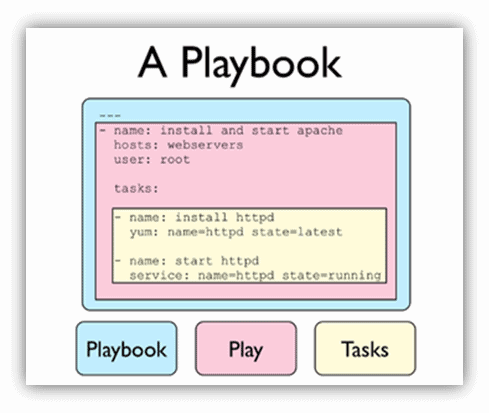 A Playbook
---
- name: install and start apache
  hosts: webservers
  user: root

  tasks:

  - name: install httpd
    yum: name=httpd state=latest

  - name: start httpd
    service: name=httpd state=running
Playbook
Play
Tasks